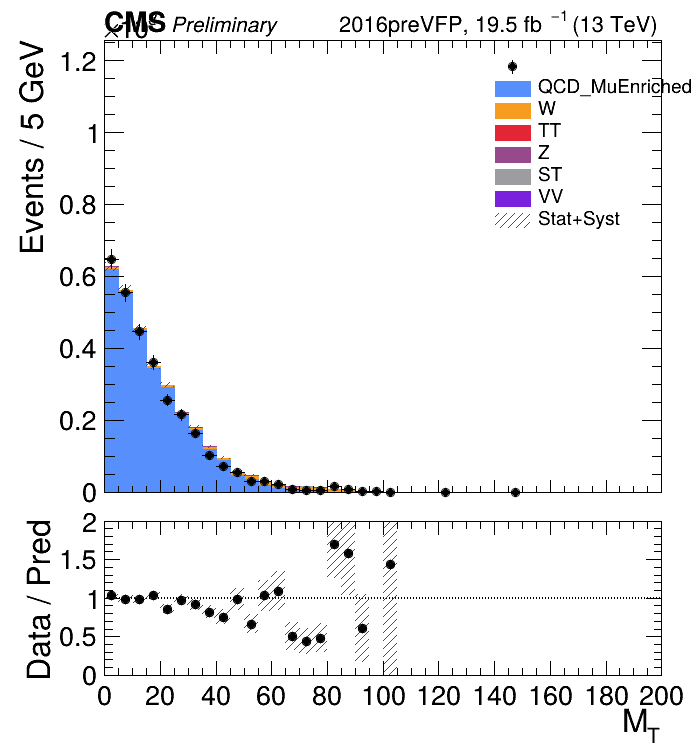 CMS Preliminary 2016preVFP, 19.5 fb⁻¹ (13 TeV)
Events / 5 GeV
1.2
1
0.8
0.6
0.4
0.2
0
QCD_MuEnriched
W
TT
Z
ST
VV
Stat+Syst
Data / Pred
2
1.5
1
0.5
0
0 20 40 60 80 100 120 140 160 180 200
M_T